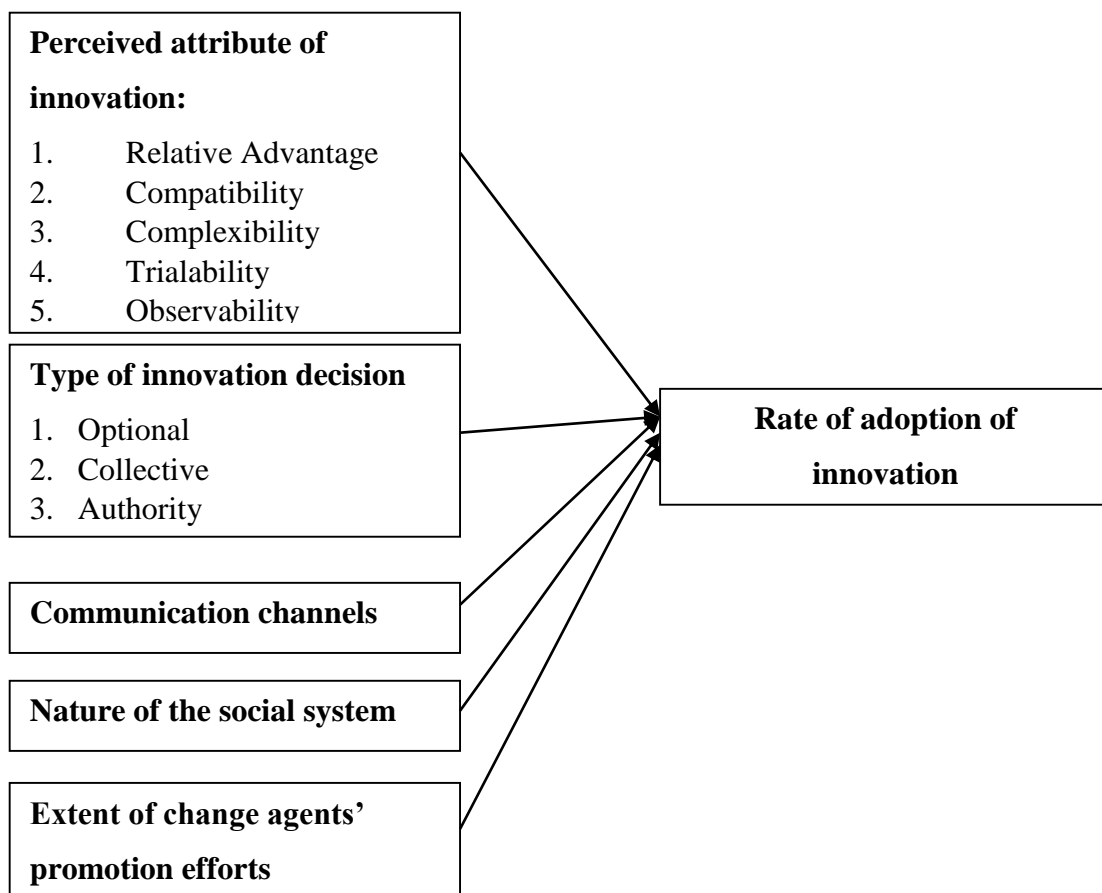 Perceived attribute of
innovation:
1. Relative Advantage
2. Compatibility
3. Complexibility
4. Trialability
5. Observability
Type of innovation decision
1. Optional
2. Collective
3. Authority
Communication channels
Nature of the social system
Extent of change agents’
promotion efforts
Rate of adoption of
innovation